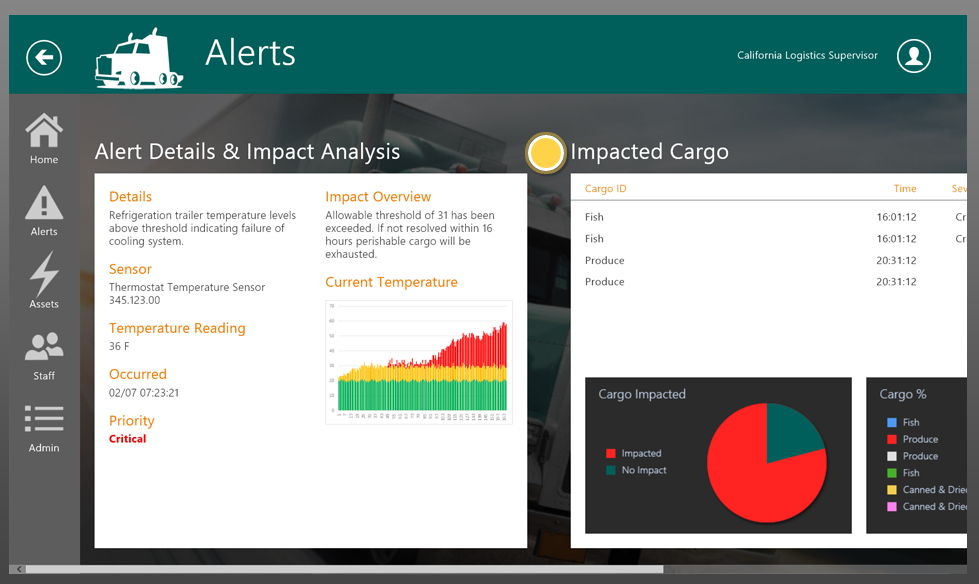 Alerts
California Logistics Supervisor
Home
Alerts
Assets
Staff
Admin
Alert Details & Impact Analysis
Details
Refrigeration trailer temperature levels
above threshold indicating failure of
cooling system.
Sensor
Thermostat Temperature Sensor
345.123.00
Temperature Reading
36 F
Occurred
02/07 07:23:21
Priority
Critical
Impact Overview
Allowable threshold of 31 has been
exceeded. If not resolved within 16
hours perishable cargo will be
exhausted.
Current Temperature
70
60
50
40
30
20
10
0
Impacted Cargo
Cargo ID Time Sev
Fish 16:01:12 Cr
Fish 16:01:12 Cr
Produce 20:31:12
Produce 20:31:12
Cargo Impacted
Impacted
No Impact
Cargo %
Fish
Produce
Produce
Fish
Canned & Drie
Canned & Drie